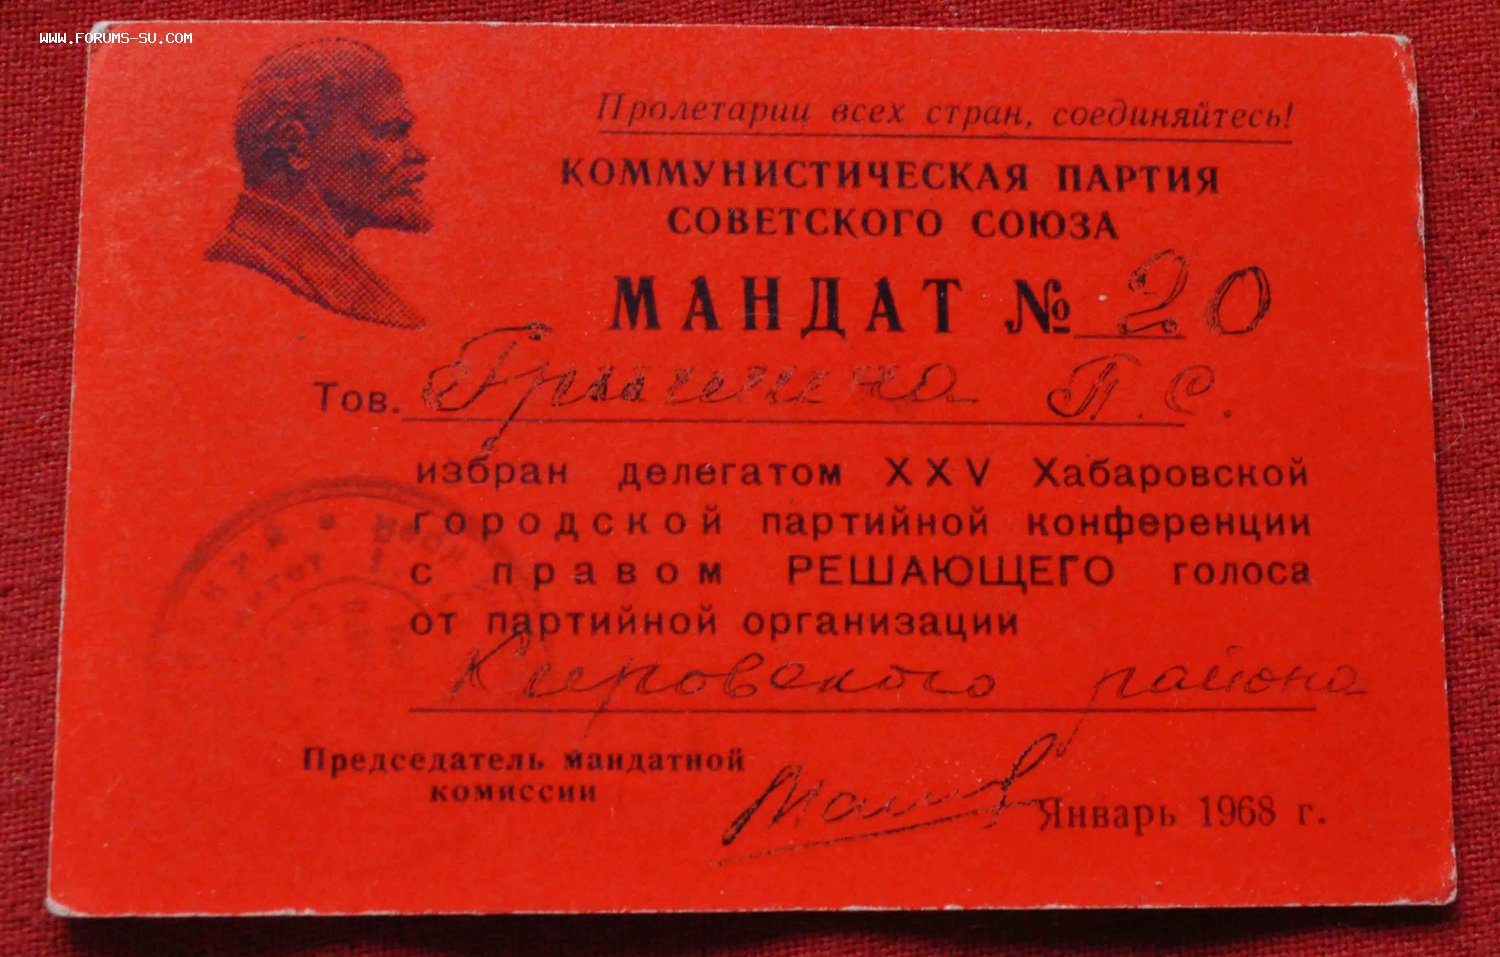 www.forums-su.com
Пролетарии всех стран, соединяйтесь!
КОММУНИСТИЧЕСКАЯ ПАРТИЯ
СОВЕТСКОГО СОЮЗА
МАНДАТ № 20
Тов. П. С.
избран делегатом XXV Хабаровской
городской партийной конференции
с правом РЕШАЮЩЕГО голоса
от партийной организации
Кировского района
Председатель мандатной
комиссии
Январь 1968 г.